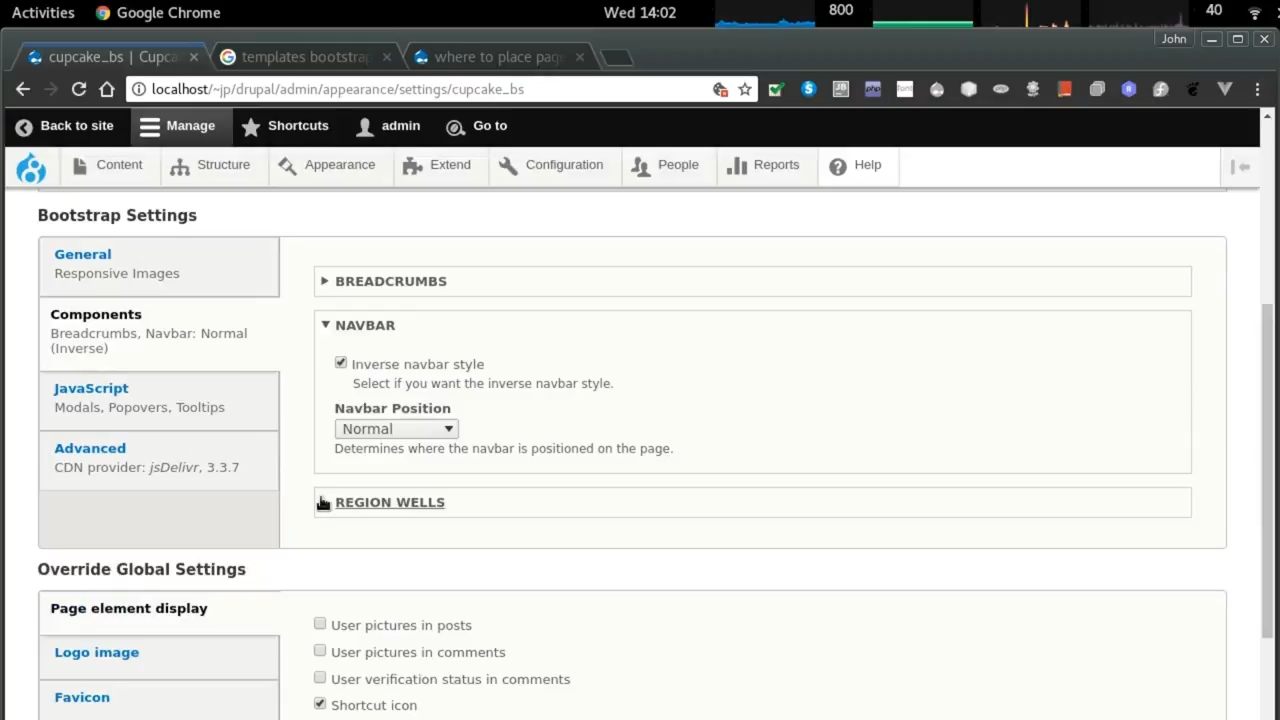 Activities Google Chrome Wed 14:02 800 40
John
cupcake_bs | Cupca templates bootstrap where to place pag
localhost/~jp/drupal/admin/appearance/settings/cupcake_bs
Back to site Manage Shortcuts admin Go to
Content Structure Appearance Extend Configuration People Reports Help
Bootstrap Settings
General
Responsive Images
Components
Breadcrumbs, Navbar: Normal
(Inverse)
JavaScript
Modals, Popovers, Tooltips
Advanced
CDN provider: jsDelivr, 3.3.7
BREADCRUMBS
NAVBAR
Inverse navbar style
Select if you want the inverse navbar style.
Navbar Position
Normal
Determines where the navbar is positioned on the page.
REGION WELLS
Override Global Settings
Page element display
Logo image
Favicon
User pictures in posts
User pictures in comments
User verification status in comments
Shortcut icon